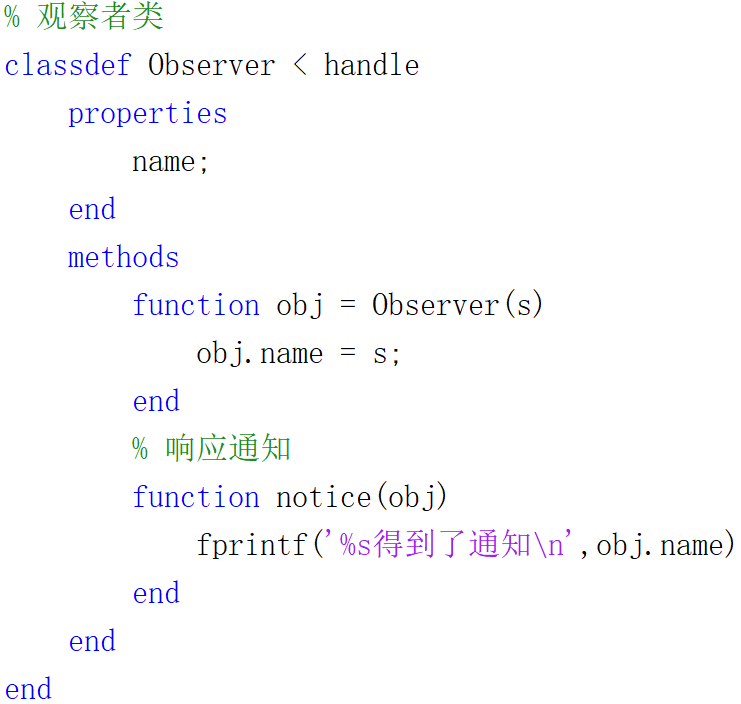 % 观察者类
classdef Observer < handle
    properties
        name;
    end
    methods
        function obj = Observer(s)
            obj.name = s;
        end
        % 响应通知
        function notice(obj)
            fprintf('%s得到了通知\n',obj.name)
        end
    end
end